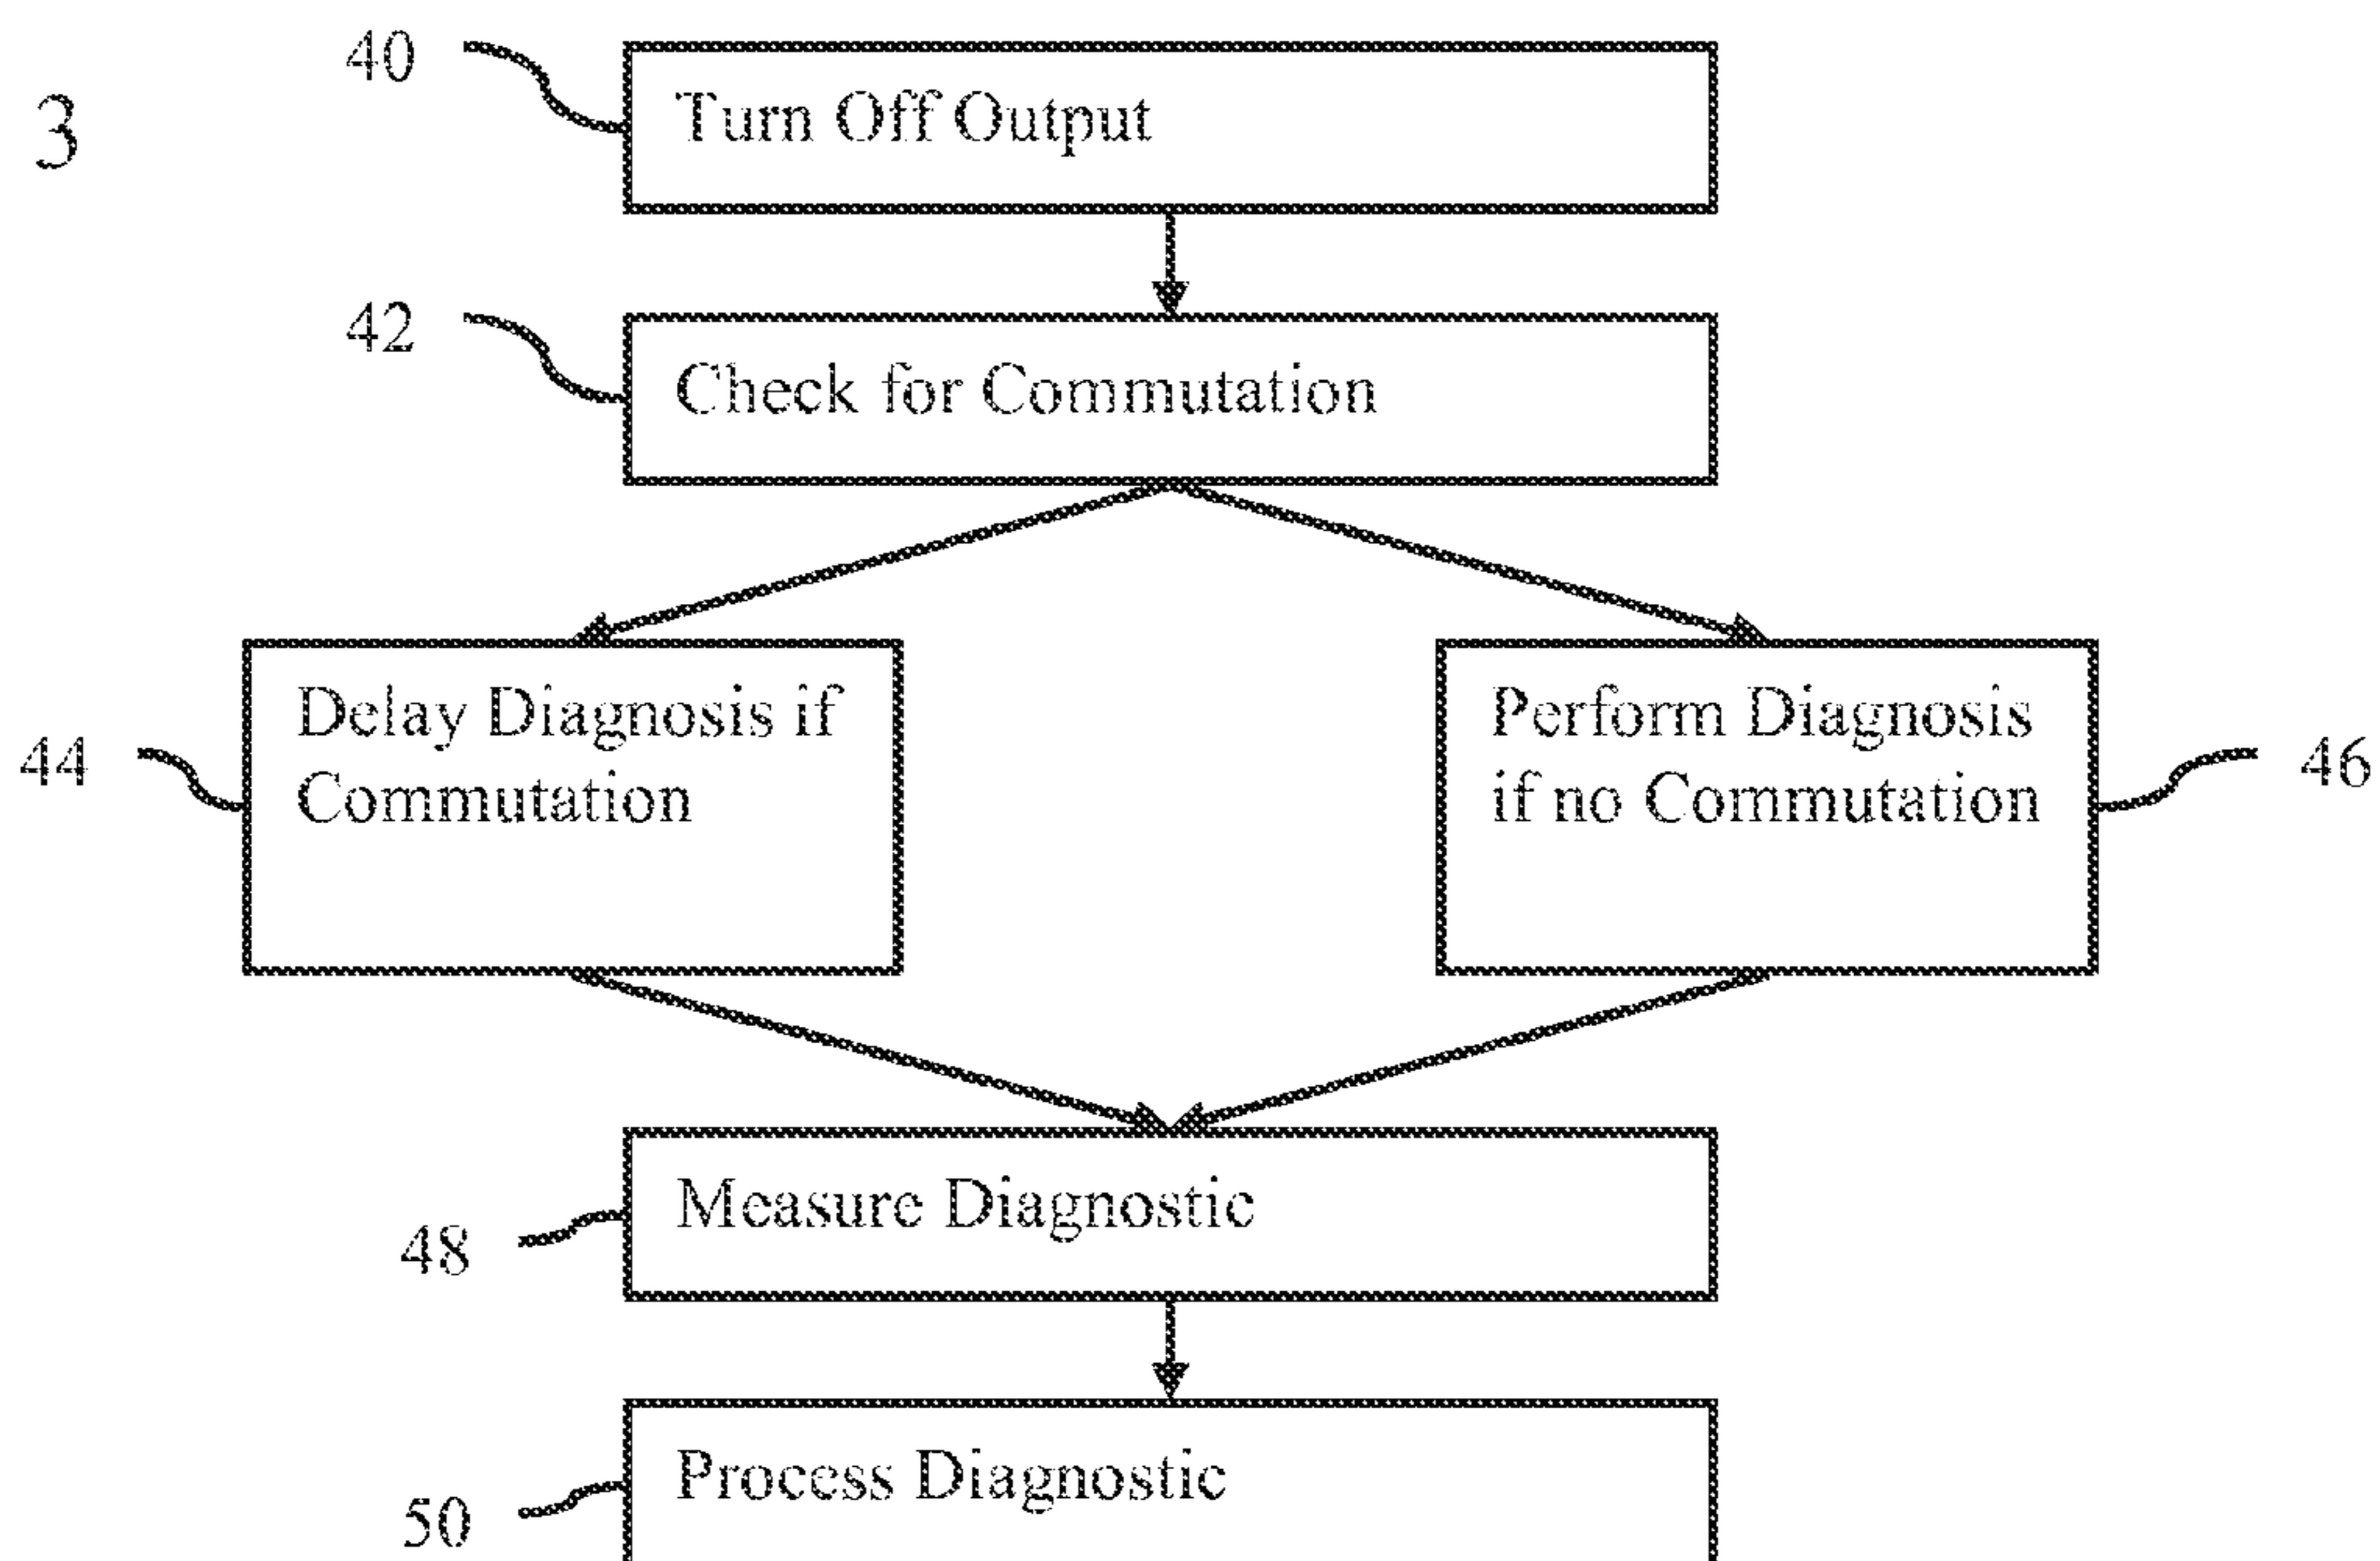 40
Turn Off Output
3
42
Check for Commutation
Delay Diagnosis if
Commutation
44
Perform Diagnosis
if no Commutation
46
Measure Diagnostic
48
Process Diagnostic
50